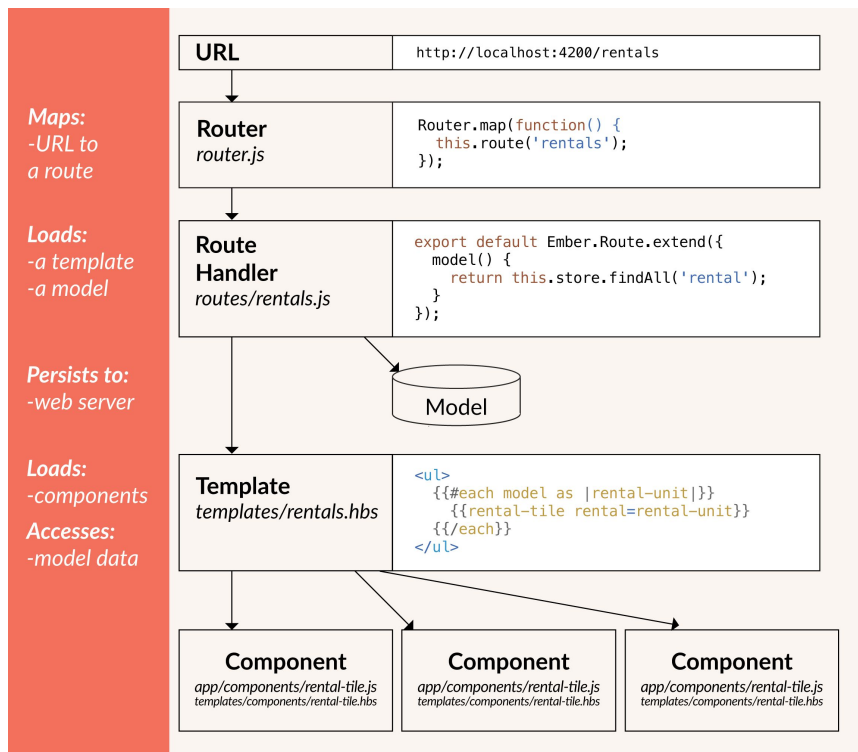 URL
http://localhost:4200/rentals
Maps:
-URL to
a route
Router
router.js
Router.map(function() {
  this.route('rentals');
});
Loads:
-a template
-a model
Route
Handler
routes/rentals.js
export default Ember.Route.extend({
  model() {
    return this.store.findAll('rental');
  }
});
Persists to:
-web server
Model
Loads:
-components
Accesses:
-model data
Template
templates/rentals.hbs
<ul>
  {{#each model as |rental-unit|}}
    {{rental-tile rental=rental-unit}}
  {{/each}}
</ul>
Component
app/components/rental-tile.js
templates/components/rental-tile.hbs
Component
app/components/rental-tile.js
templates/components/rental-tile.hbs
Component
app/components/rental-tile.js
templates/components/rental-tile.hbs